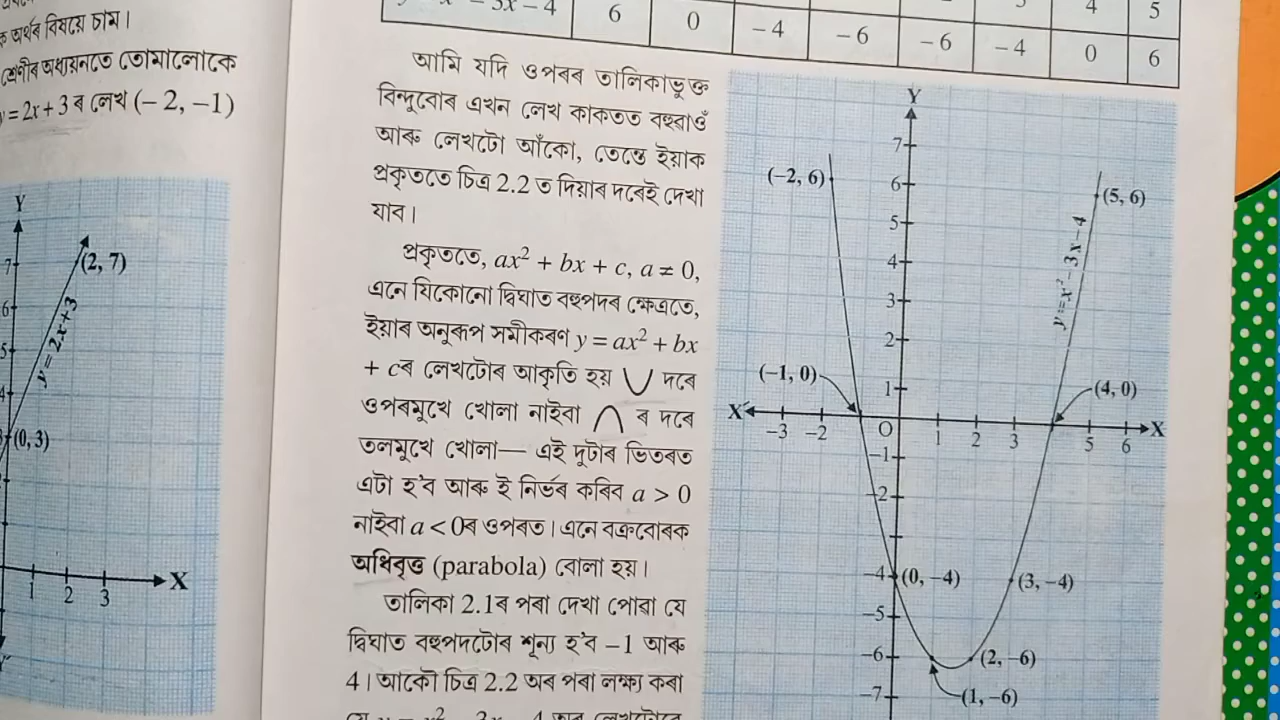 ক অৰ্থৰ বিষয়ে চাম।
শ্ৰেণীৰ অধ্যয়নতে তোমালোকে
= 2x + 3 ৰ লেখ (– 2, –1)
Y
7
(2, 7)
6
y = 2x + 3
5
4
(0, 3)
X
1 2 3
– 3x – 4 6 0 – 4 – 6 – 6 – 4 0 6
4 5
আমি যদি ওপৰৰ তালিকাভুক্ত
বিন্দুবোৰ এখন লেখ কাকতত বহুৱাওঁ
আৰু লেখটো আঁকো, তেন্তে ইয়াক
প্ৰকৃততে চিত্ৰ 2.2 ত দিয়াৰ দৰেই দেখা
যাব।
প্ৰকৃততে, ax² + bx + c, a ≠ 0,
এনে যিকোনো দ্বিঘাত বহুপদৰ ক্ষেত্ৰতে,
ইয়াৰ অনুৰূপ সমীকৰণ y = ax² + bx
+ cৰ লেখটোৰ আকৃতি হয় ∪ দৰে
ওপৰমুখে খোলা নাইবা ∩ ৰ দৰে
তলমুখে খোলা— এই দুটাৰ ভিতৰত
এটা হ'ব আৰু ই নিৰ্ভৰ কৰিব a > 0
নাইবা a < 0ৰ ওপৰত। এনে বক্ৰবোৰক
অধিবৃত্ত (parabola) বোলা হয়।
তালিকা 2.1ৰ পৰা দেখা পোৱা যে
দ্বিঘাত বহুপদটোৰ শূন্য হ'ব –1 আৰু
4। আকৌ চিত্ৰ 2.2 অৰ পৰা লক্ষ্য কৰা
Y
7
(–2, 6) 6 (5, 6)
5
4
3
y = x² – 3x – 4
2
(–1, 0) 1 (4, 0)
X′ –3 –2 O 1 2 3 5 6 X
–1
–2
–4 (0, –4) (3, –4)
–5
–6 (2, –6)
–7 (1, –6)